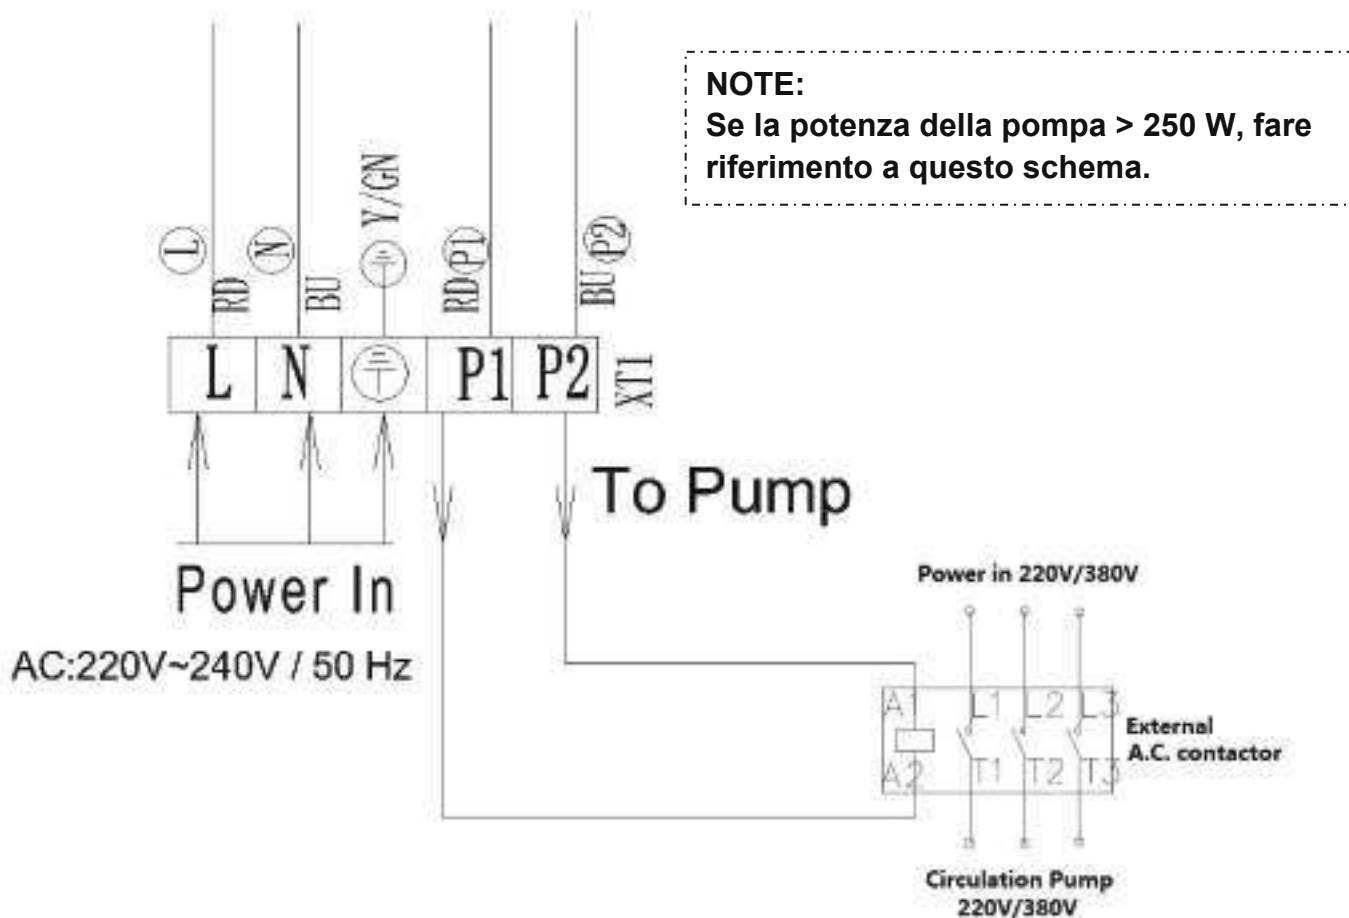 NOTE:
Se la potenza della pompa > 250 W, fare
riferimento a questo schema.
L
N
Y/GN
P1
P2
RD
BU
RD
BU
L N P1 P2
XT1
To Pump
Power In
AC:220V~240V / 50 Hz
Power in 220V/380V
A1 L1 L2 L3
A2 T1 T2 T3
External
A.C. contactor
Circulation Pump
220V/380V